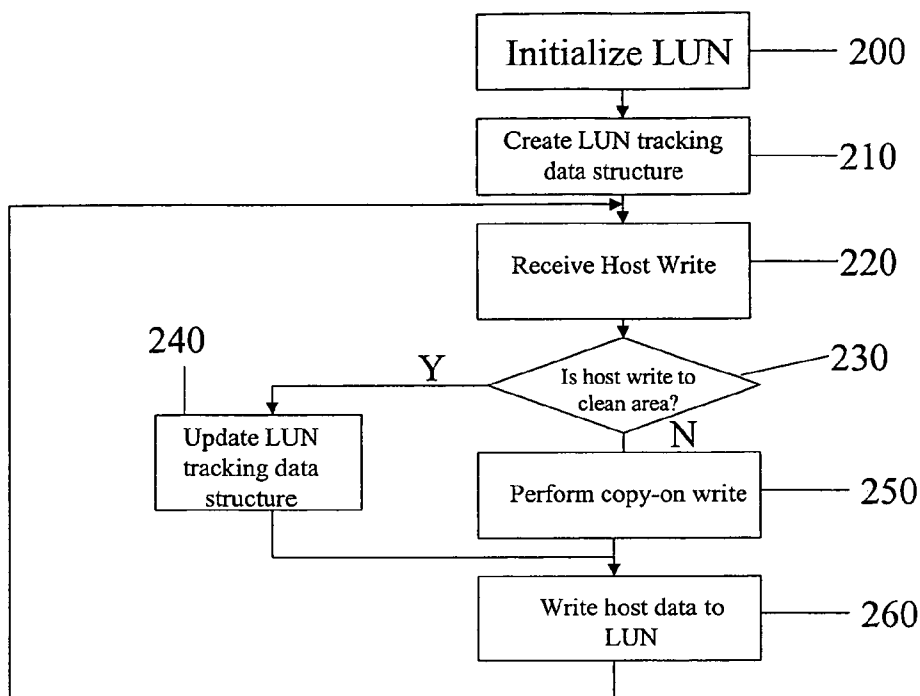 Initialize LUN
200
Create LUN tracking
data structure
210
Receive Host Write
220
240
230
Y
Is host write to
clean area?
N
Update LUN
tracking data
structure
Perform copy-on write
250
Write host data to
LUN
260